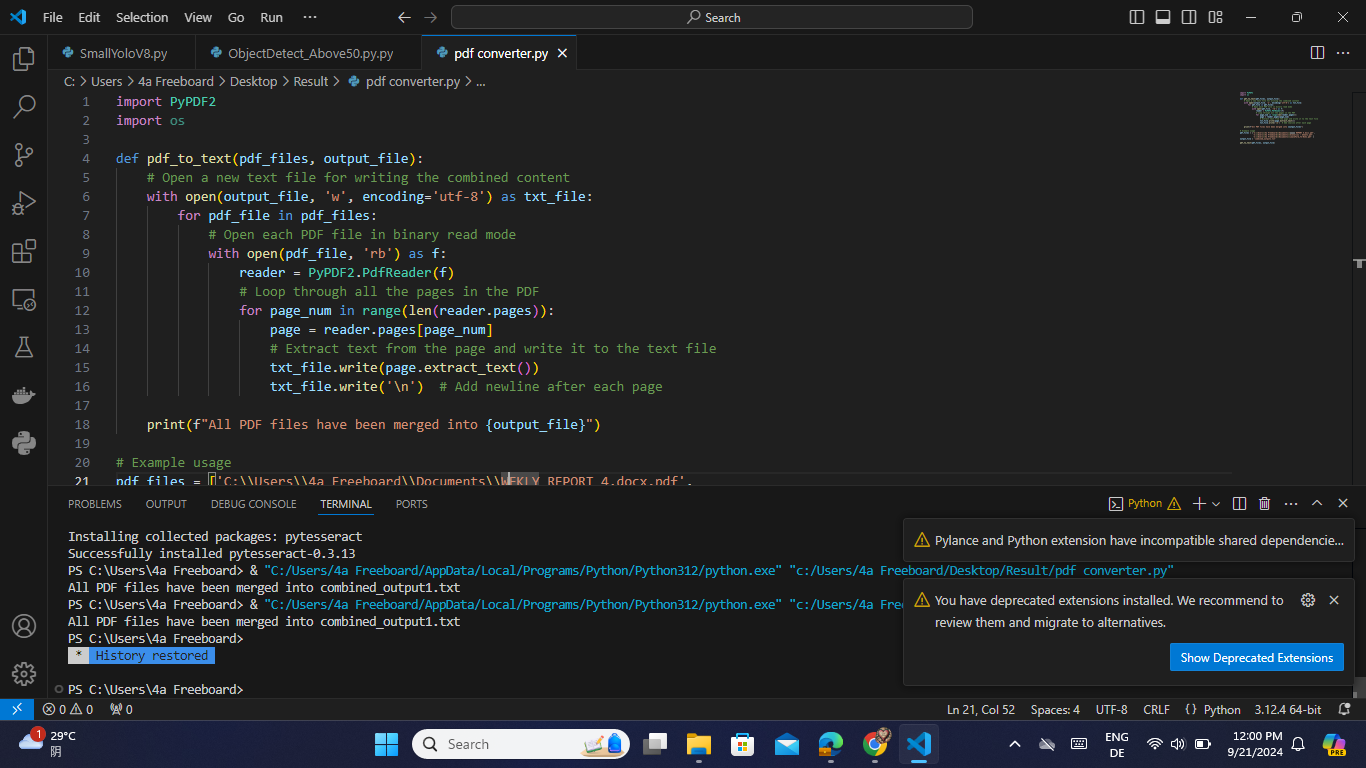 File Edit Selection View Go Run ··· Search
SmallYoloV8.py ObjectDetect_Above50.py.py pdf converter.py
C: > Users > 4a Freeboard > Desktop > Result > pdf converter.py > ...
1 import PyPDF2
2 import os
3
4 def pdf_to_text(pdf_files, output_file):
5 # Open a new text file for writing the combined content
6 with open(output_file, 'w', encoding='utf-8') as txt_file:
7 for pdf_file in pdf_files:
8 # Open each PDF file in binary read mode
9 with open(pdf_file, 'rb') as f:
10 reader = PyPDF2.PdfReader(f)
11 # Loop through all the pages in the PDF
12 for page_num in range(len(reader.pages)):
13 page = reader.pages[page_num]
14 # Extract text from the page and write it to the text file
15 txt_file.write(page.extract_text())
16 txt_file.write('\n') # Add newline after each page
17
18 print(f"All PDF files have been merged into {output_file}")
19
20 # Example usage
21 pdf_files = ['C:\\Users\\4a Freeboard\\Documents\\WEKLY REPORT 4.docx.pdf',
PROBLEMS OUTPUT DEBUG CONSOLE TERMINAL PORTS Python
Installing collected packages: pytesseract
Successfully installed pytesseract-0.3.13
PS C:\Users\4a Freeboard> & "C:/Users/4a Freeboard/AppData/Local/Programs/Python/Python312/python.exe" "c:/Users/4a Freeboard/Desktop/Result/pdf converter.py"
All PDF files have been merged into combined_output1.txt
PS C:\Users\4a Freeboard> & "C:/Users/4a Freeboard/AppData/Local/Programs/Python/Python312/python.exe" "c:/Users/4a Fre
All PDF files have been merged into combined_output1.txt
PS C:\Users\4a Freeboard>
* History restored
PS C:\Users\4a Freeboard>
Pylance and Python extension have incompatible shared dependencie...
You have deprecated extensions installed. We recommend to
review them and migrate to alternatives.
Show Deprecated Extensions
0 0 0 Ln 21, Col 52 Spaces: 4 UTF-8 CRLF {} Python 3.12.4 64-bit
1 29°C
阴
Search
ENG
DE
12:00 PM
9/21/2024
PRE